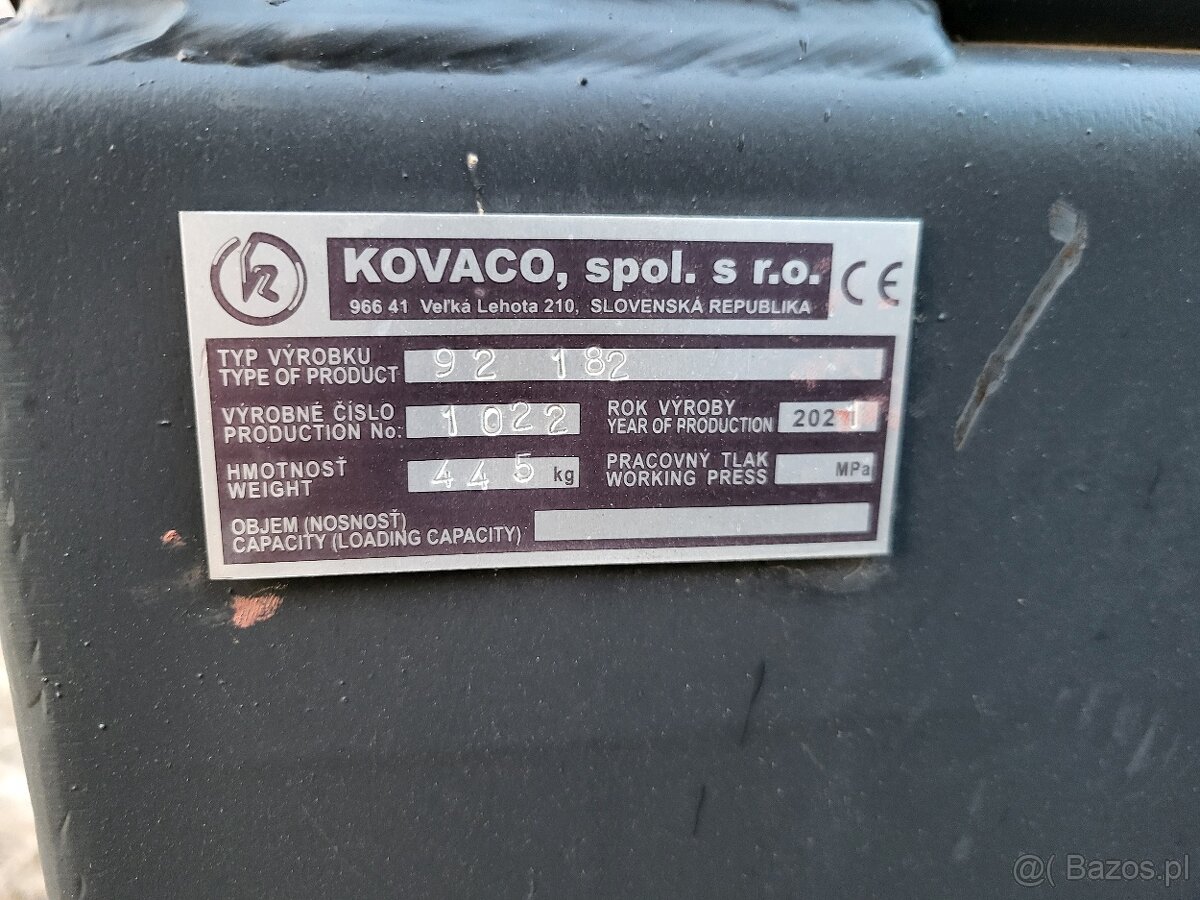 KOVACO, spol. s r.o.
966 41 Veľká Lehota 210, SLOVENSKÁ REPUBLIKA
CE
TYP VÝROBKU
TYPE OF PRODUCT
92 182
VÝROBNÉ ČÍSLO
PRODUCTION No:
1022
ROK VÝROBY
YEAR OF PRODUCTION
2021
HMOTNOSŤ
WEIGHT
445 kg
PRACOVNÝ TLAK
WORKING PRESS
MPa
OBJEM (NOSNOSŤ)
CAPACITY (LOADING CAPACITY)
@( Bazos.pl